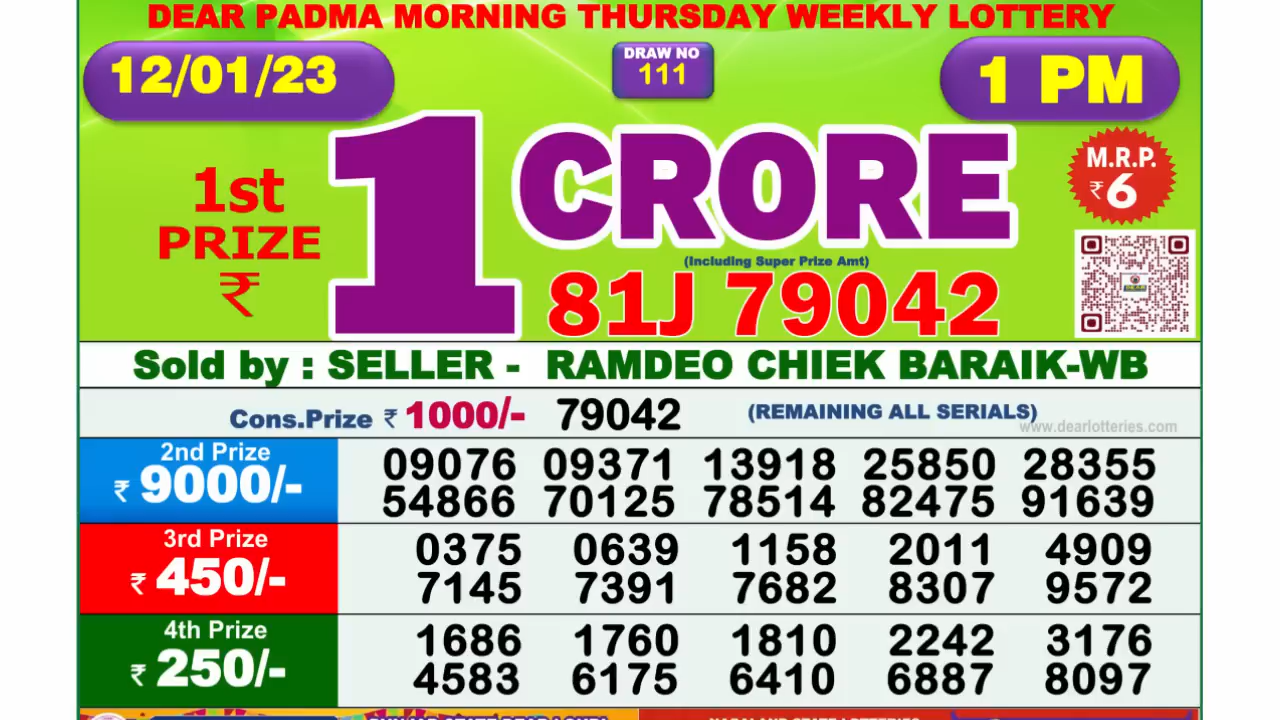 DEAR PADMA MORNING THURSDAY WEEKLY LOTTERY
12/01/23
DRAW NO
111
1 PM
1st
PRIZE
₹
1 CRORE
(Including Super Prize Amt)
81J 79042
M.R.P.
₹6
Sold by : SELLER - RAMDEO CHIEK BARAIK-WB
Cons.Prize ₹ 1000/- 79042 (REMAINING ALL SERIALS)
www.dearlotteries.com
2nd Prize
₹ 9000/-
09076 09371 13918 25850 28355
54866 70125 78514 82475 91639
3rd Prize
₹ 450/-
0375 0639 1158 2011 4909
7145 7391 7682 8307 9572
4th Prize
₹ 250/-
1686 1760 1810 2242 3176
4583 6175 6410 6887 8097